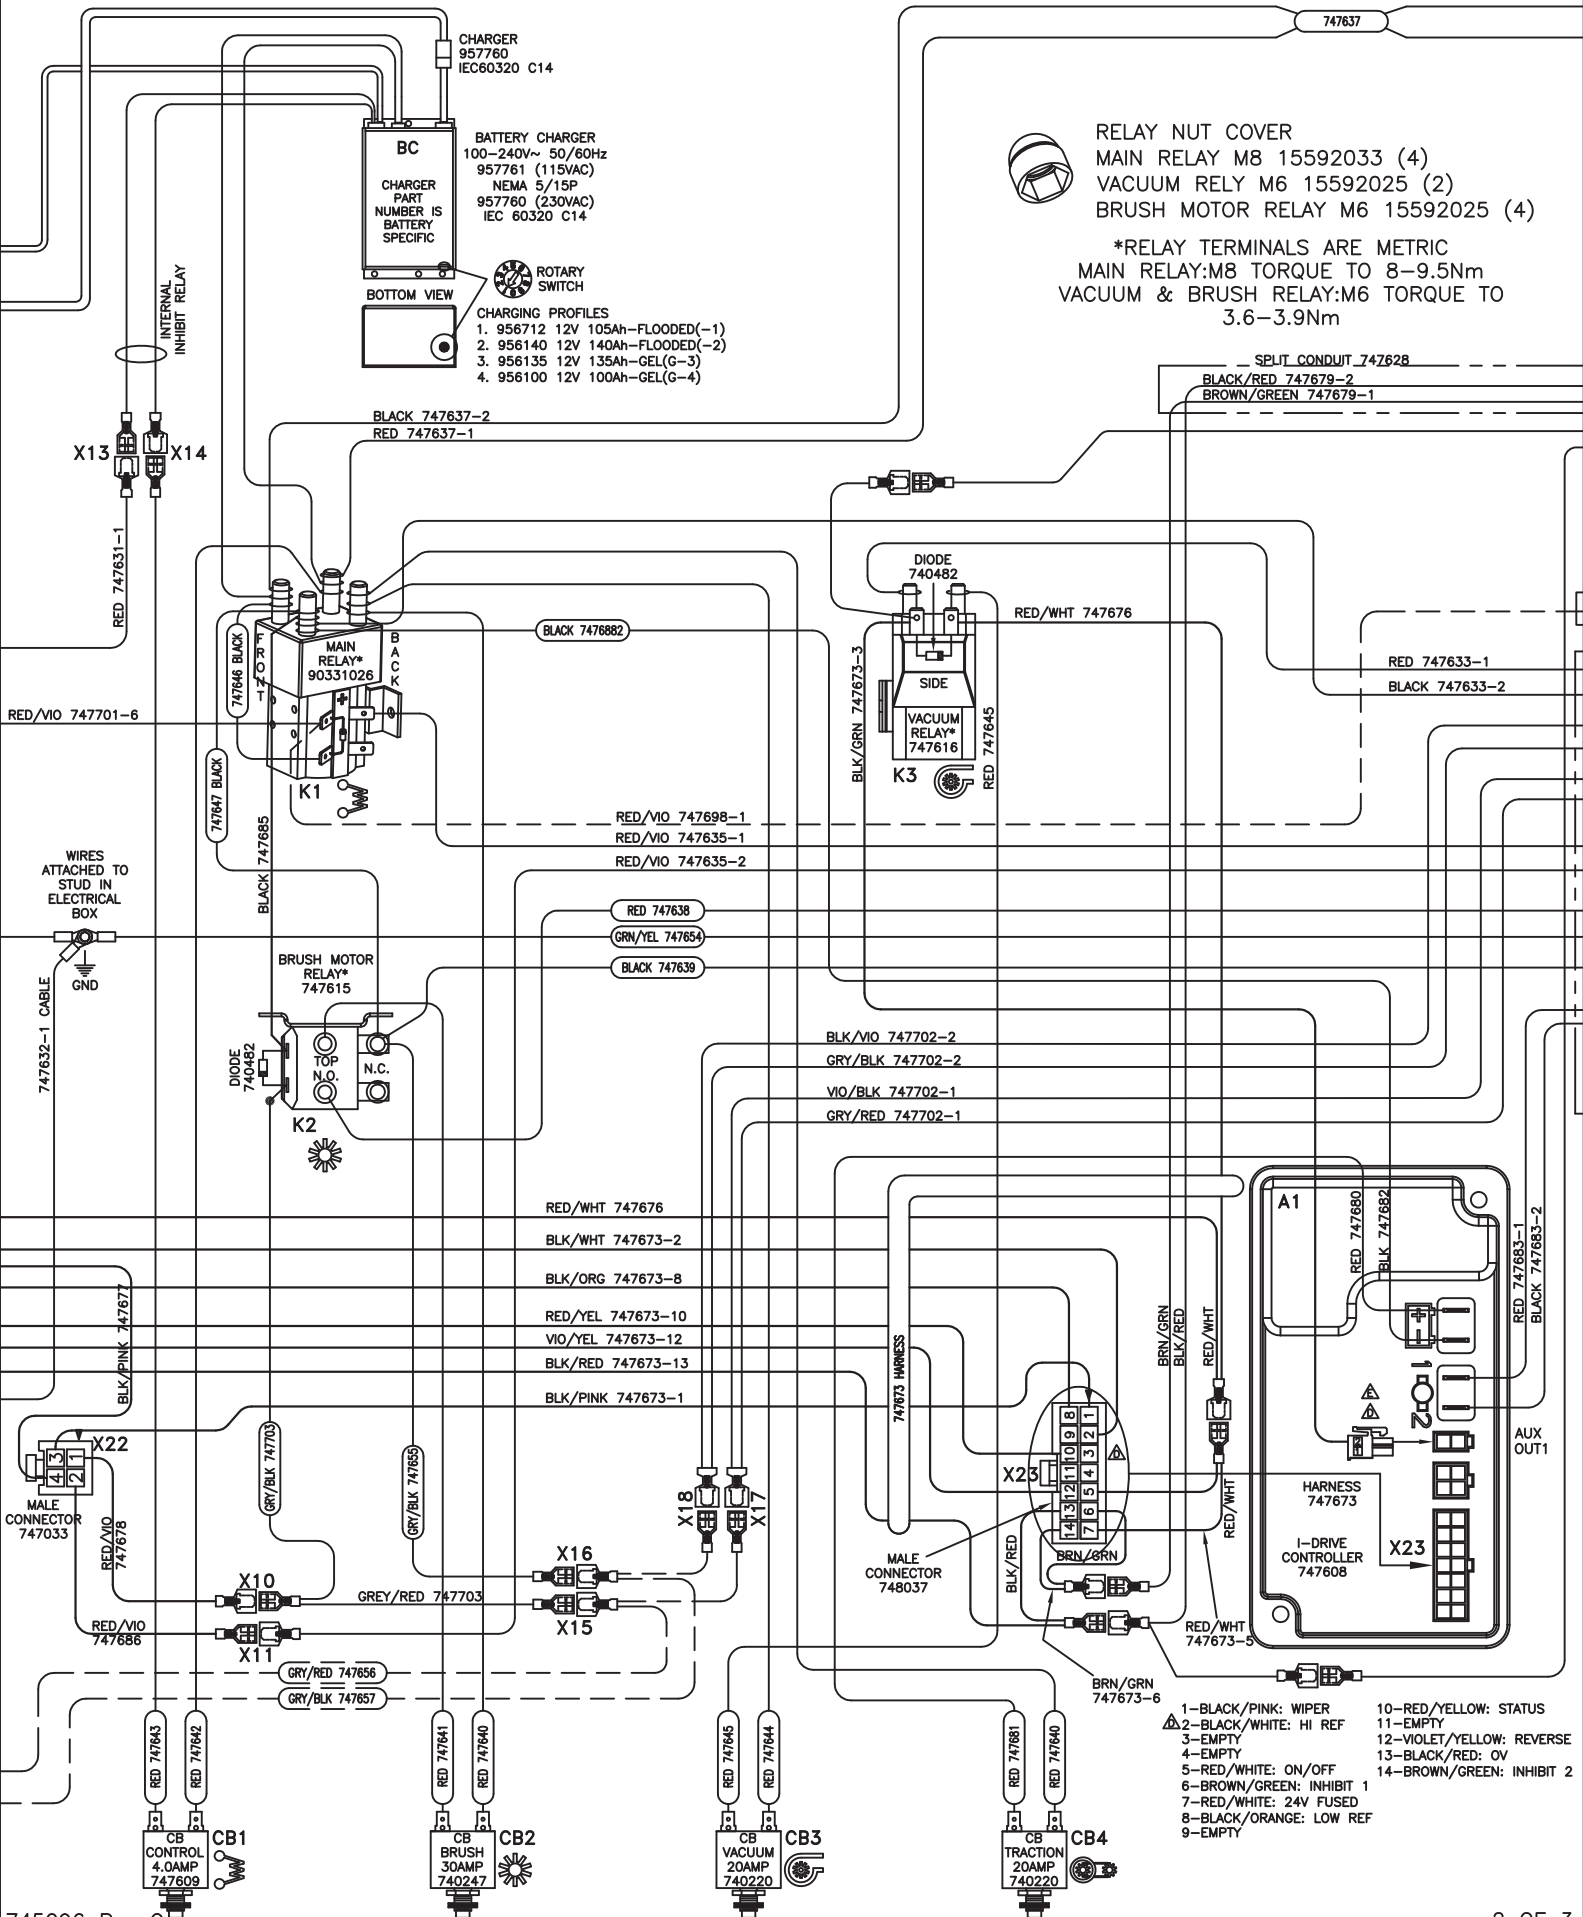 747637
CHARGER
957760
IEC60320 C14
BATTERY CHARGER
100-240V~ 50/60Hz
957761 (115VAC)
NEMA 5/15P
957760 (230VAC)
IEC 60320 C14
BC
CHARGER
PART
NUMBER IS
BATTERY
SPECIFIC
RELAY NUT COVER
MAIN RELAY M8 15592033 (4)
VACUUM RELY M6 15592025 (2)
BRUSH MOTOR RELAY M6 15592025 (4)
*RELAY TERMINALS ARE METRIC
MAIN RELAY:M8 TORQUE TO 8-9.5Nm
VACUUM & BRUSH RELAY:M6 TORQUE TO
3.6-3.9Nm
ROTARY
SWITCH
BOTTOM VIEW
CHARGING PROFILES
1. 956712 12V 105Ah-FLOODED(-1)
2. 956140 12V 140Ah-FLOODED(-2)
3. 956135 12V 135Ah-GEL(G-3)
4. 956100 12V 100Ah-GEL(G-4)
INTERNAL
INHIBIT RELAY
SPLIT CONDUIT 747628
BLACK/RED 747679-2
BROWN/GREEN 747679-1
BLACK 747637-2
RED 747637-1
X13
X14
RED 747631-1
DIODE
740482
RED/WHT 747676
BLACK 7476882
FRONT
BACK
MAIN
RELAY*
90331026
747646 BLACK
BLK/GRN 747673-3
SIDE
VACUUM
RELAY*
747616
K3
RED 747645
RED 747633-1
BLACK 747633-2
RED/VIO 747701-6
K1
747647 BLACK
BLACK 747685
RED/VIO 747698-1
RED/VIO 747635-1
RED/VIO 747635-2
WIRES
ATTACHED TO
STUD IN
ELECTRICAL
BOX
GND
747632-1 CABLE
RED 747638
GRN/YEL 747654
BLACK 747639
BRUSH MOTOR
RELAY*
747615
DIODE
740482
TOP
N.O.
N.C.
K2
BLK/VIO 747702-2
GRY/BLK 747702-2
VIO/BLK 747702-1
GRY/RED 747702-1
RED/WHT 747676
BLK/WHT 747673-2
BLK/ORG 747673-8
RED/YEL 747673-10
VIO/YEL 747673-12
BLK/RED 747673-13
BLK/PINK 747673-1
BLK/PINK 747677
747673 HARNESS
BRN/GRN
BLK/RED
RED/WHT
A1
RED 747680
BLK 747682
RED 747683-1
BLACK 747683-2
+
-
1
2
E
D
AUX
OUT1
HARNESS
747673
I-DRIVE
CONTROLLER
747608
X23
X22
3 1
4 2
MALE
CONNECTOR
747033
RED/VIO
747678
RED/VIO
747686
GRY/BLK 747703
GRY/BLK 747655
X10
X11
GREY/RED 747703
X16
X15
X18
X17
X23
8 1
9 2
10 3
11 4
12 5
13 6
14 7
D
MALE
CONNECTOR
748037
BLK/RED
BRN/GRN
RED/WHT
RED/WHT
747673-5
BRN/GRN
747673-6
GRY/RED 747656
GRY/BLK 747657
RED 747643
RED 747642
RED 747641
RED 747640
RED 747645
RED 747644
RED 747681
RED 747640
D
1-BLACK/PINK: WIPER
2-BLACK/WHITE: HI REF
3-EMPTY
4-EMPTY
5-RED/WHITE: ON/OFF
6-BROWN/GREEN: INHIBIT 1
7-RED/WHITE: 24V FUSED
8-BLACK/ORANGE: LOW REF
9-EMPTY
10-RED/YELLOW: STATUS
11-EMPTY
12-VIOLET/YELLOW: REVERSE
13-BLACK/RED: 0V
14-BROWN/GREEN: INHIBIT 2
CB
CONTROL
4.0AMP
747609
CB1
CB
BRUSH
30AMP
740247
CB2
CB
VACUUM
20AMP
740220
CB3
CB
TRACTION
20AMP
740220
CB4